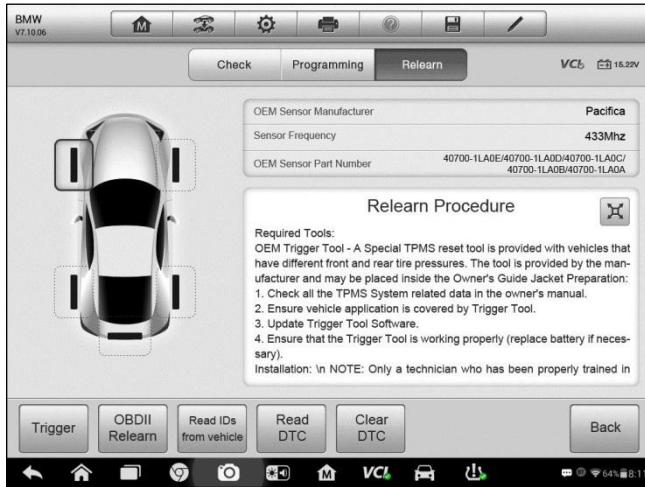 BMW
V7.10.06
Check
Programming
Relearn
VCI
15.22V
OEM Sensor Manufacturer
Pacifica
Sensor Frequency
433Mhz
OEM Sensor Part Number
40700-1LA0E/40700-1LA0D/40700-1LA0C/
40700-1LA0B/40700-1LA0A
Relearn Procedure
Required Tools:
OEM Trigger Tool - A Special TPMS reset tool is provided with vehicles that
have different front and rear tire pressures. The tool is provided by the man-
ufacturer and may be placed inside the Owner's Guide Jacket Preparation:
1. Check all the TPMS System related data in the owner's manual.
2. Ensure vehicle application is covered by Trigger Tool.
3. Update Trigger Tool Software.
4. Ensure that the Trigger Tool is working properly (replace battery if neces-
sary).
Installation: \n NOTE: Only a technician who has been properly trained in
Trigger
OBDII
Relearn
Read IDs
from vehicle
Read
DTC
Clear
DTC
Back
M
VCI
64%
8:11